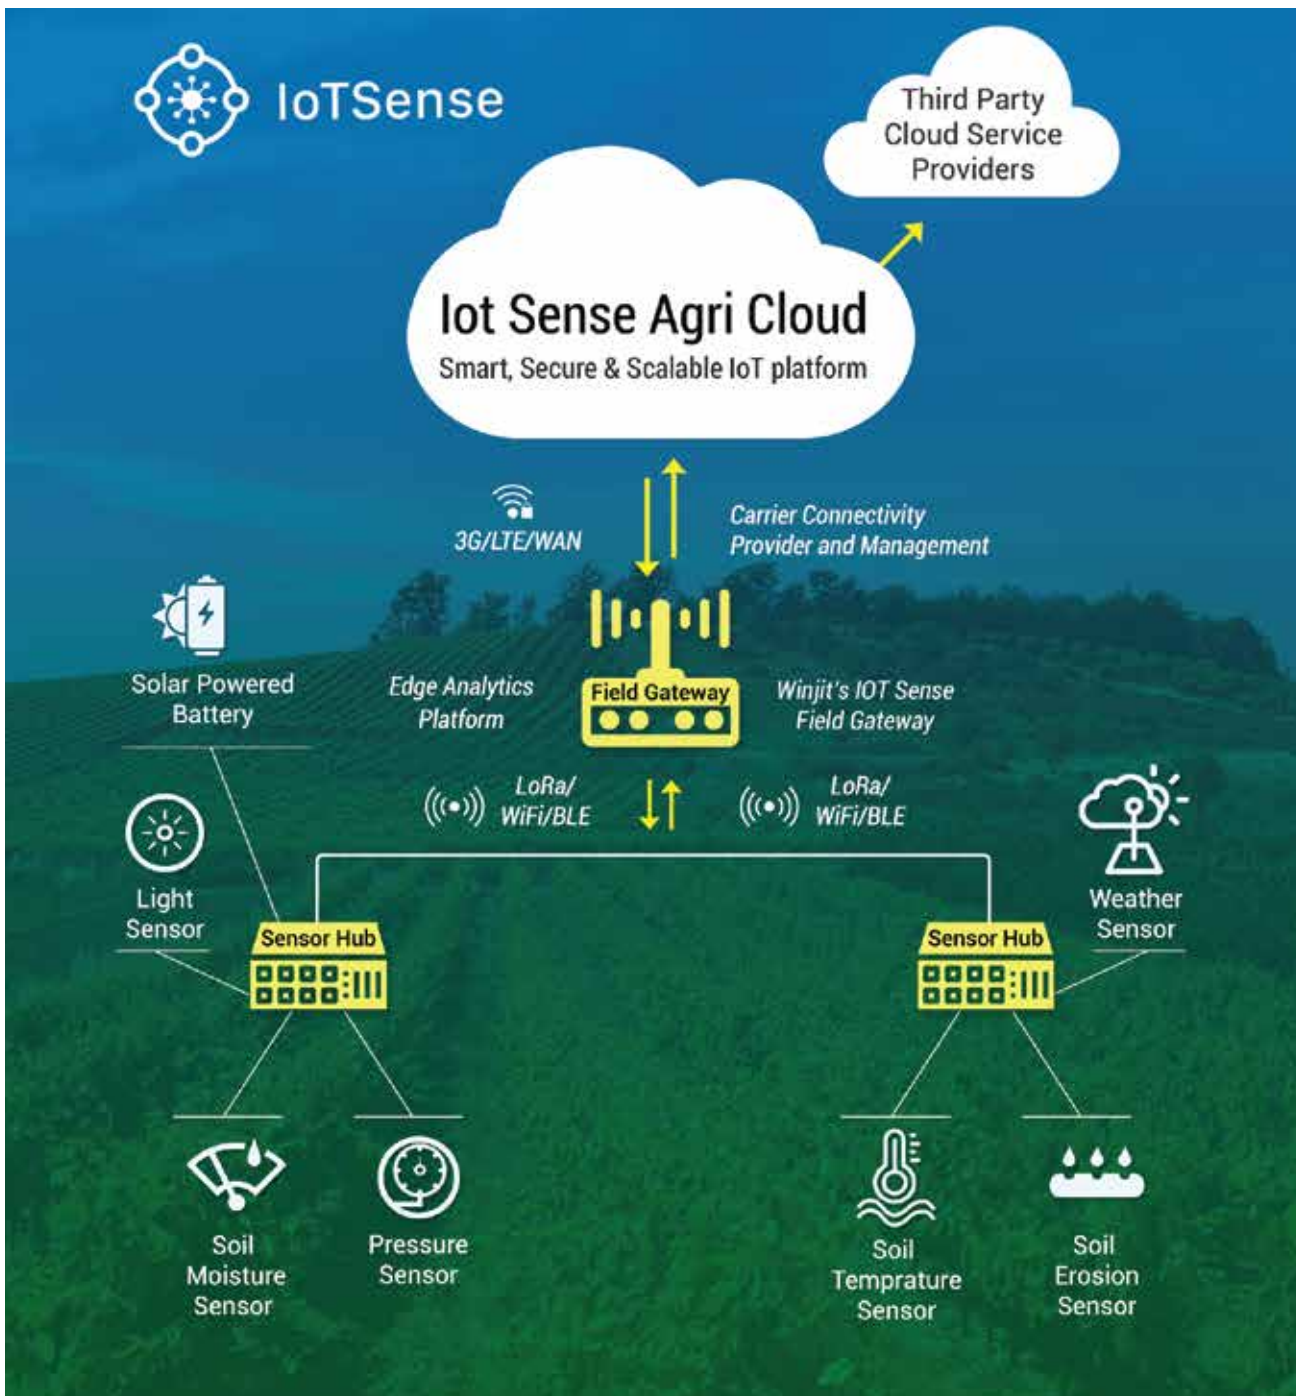 IoTSense
Third Party
Cloud Service
Providers
Iot Sense Agri Cloud
Smart, Secure & Scalable IoT platform
3G/LTE/WAN
Carrier Connectivity
Provider and Management
Solar Powered
Battery
Edge Analytics
Platform
Field Gateway
Winjit's IOT Sense
Field Gateway
LoRa/
WiFi/BLE
LoRa/
WiFi/BLE
Light
Sensor
Sensor Hub
Sensor Hub
Weather
Sensor
Soil
Moisture
Sensor
Pressure
Sensor
Soil
Temprature
Sensor
Soil
Erosion
Sensor